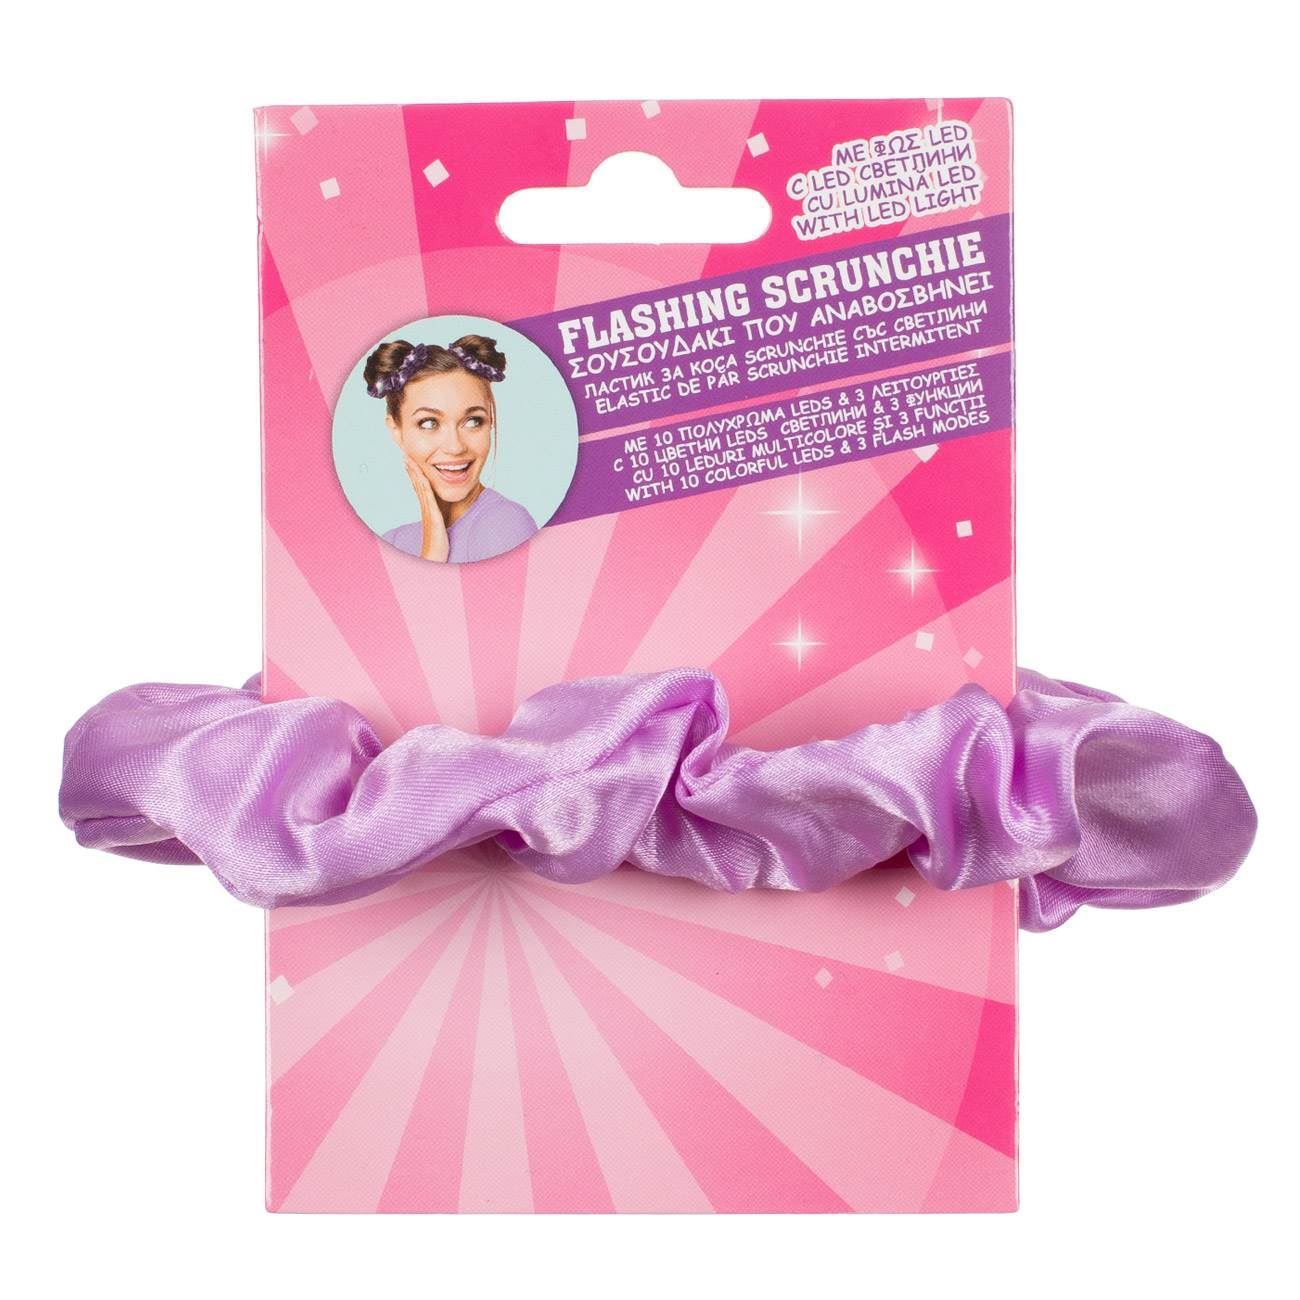 ΜΕ ΦΩΣ LED
С LED СВЕТЛИНИ
CU LUMINĂ LED
WITH LED LIGHT
FLASHING SCRUNCHIE
ΣΟΥΣΟΥΔΑΚΙ ΠΟΥ ΑΝΑΒΟΣΒΗΝΕΙ
ЛАСТИК ЗА КОСА SCRUNCHIE СЪС СВЕТЛИНИ
ELASTIC DE PĂR SCRUNCHIE INTERMITENT
ΜΕ 10 ΠΟΛΥΧΡΩΜΑ LEDS & 3 ΛΕΙΤΟΥΡΓΙΕΣ
С 10 ЦВЕТНИ LEDS СВЕТЛИНИ & 3 ФУНКЦИИ
CU 10 LEDURI MULTICOLORE ȘI 3 FUNCȚII
WITH 10 COLORFUL LEDS & 3 FLASH MODES